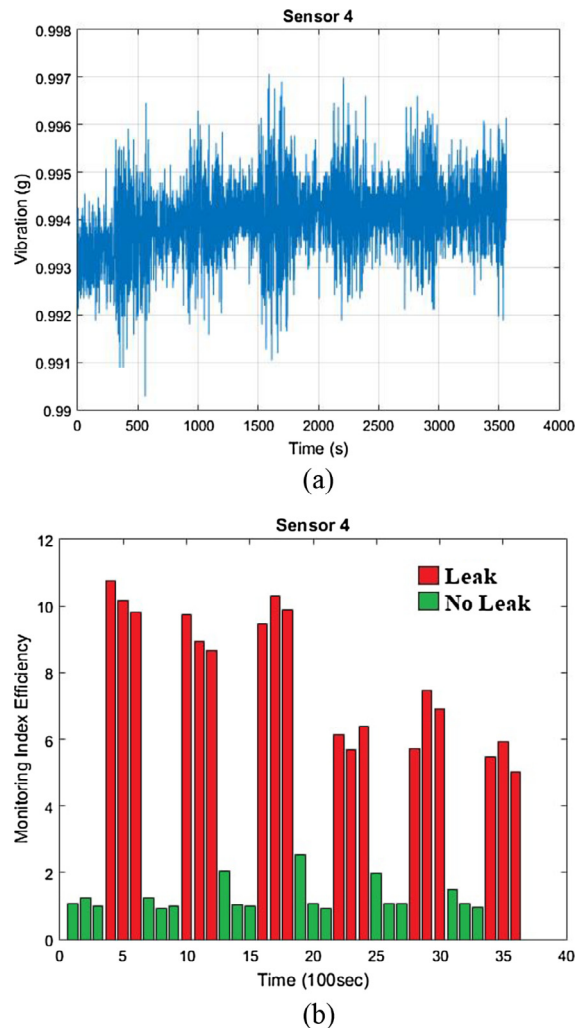 Sensor 4
0.998
0.997
0.996
0.995
0.994
0.993
0.992
0.991
0.99
Vibration (g)
0 500 1000 1500 2000 2500 3000 3500 4000
Time (s)
(a)
Sensor 4
12
10
8
6
4
2
0
Monitoring Index Efficiency
Leak
No Leak
0 5 10 15 20 25 30 35 40
Time (100sec)
(b)